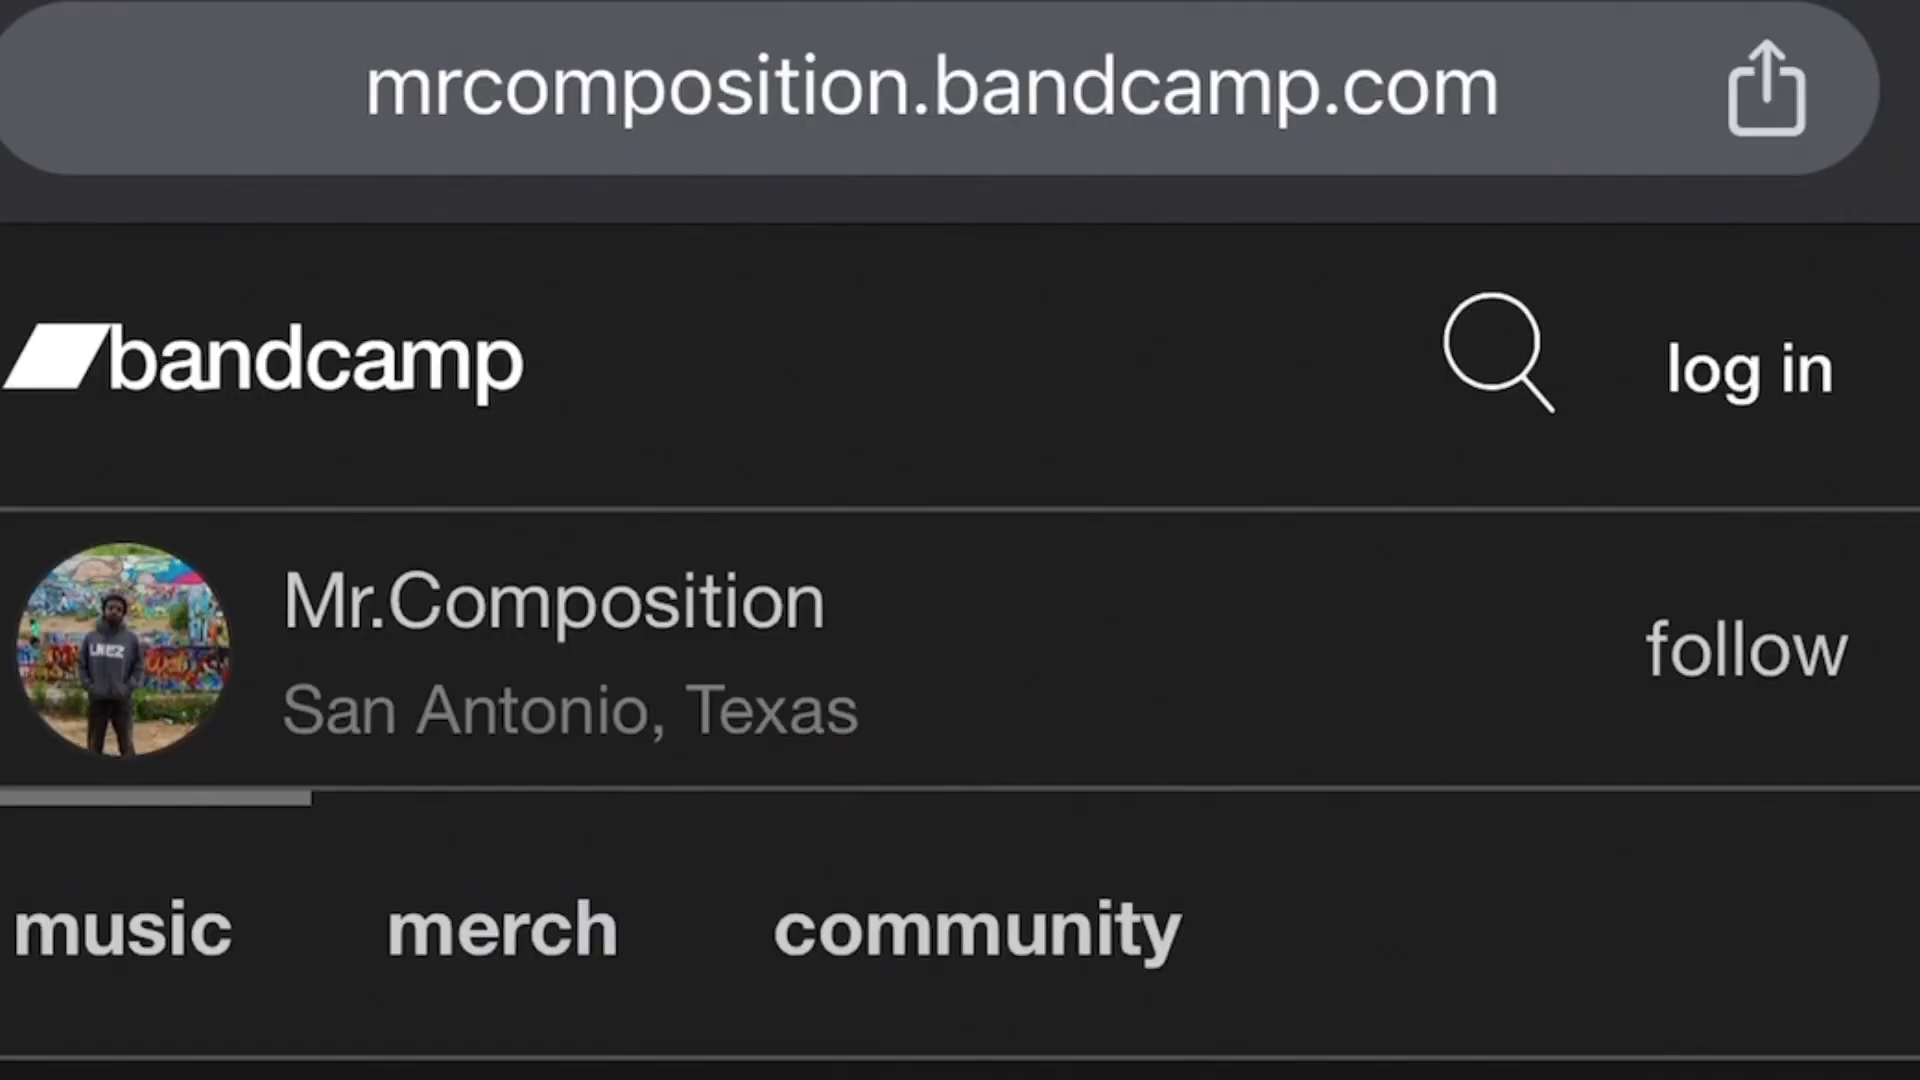 mrcomposition.bandcamp.com
bandcamp
log in
Mr.Composition
San Antonio, Texas
follow
music
merch
community